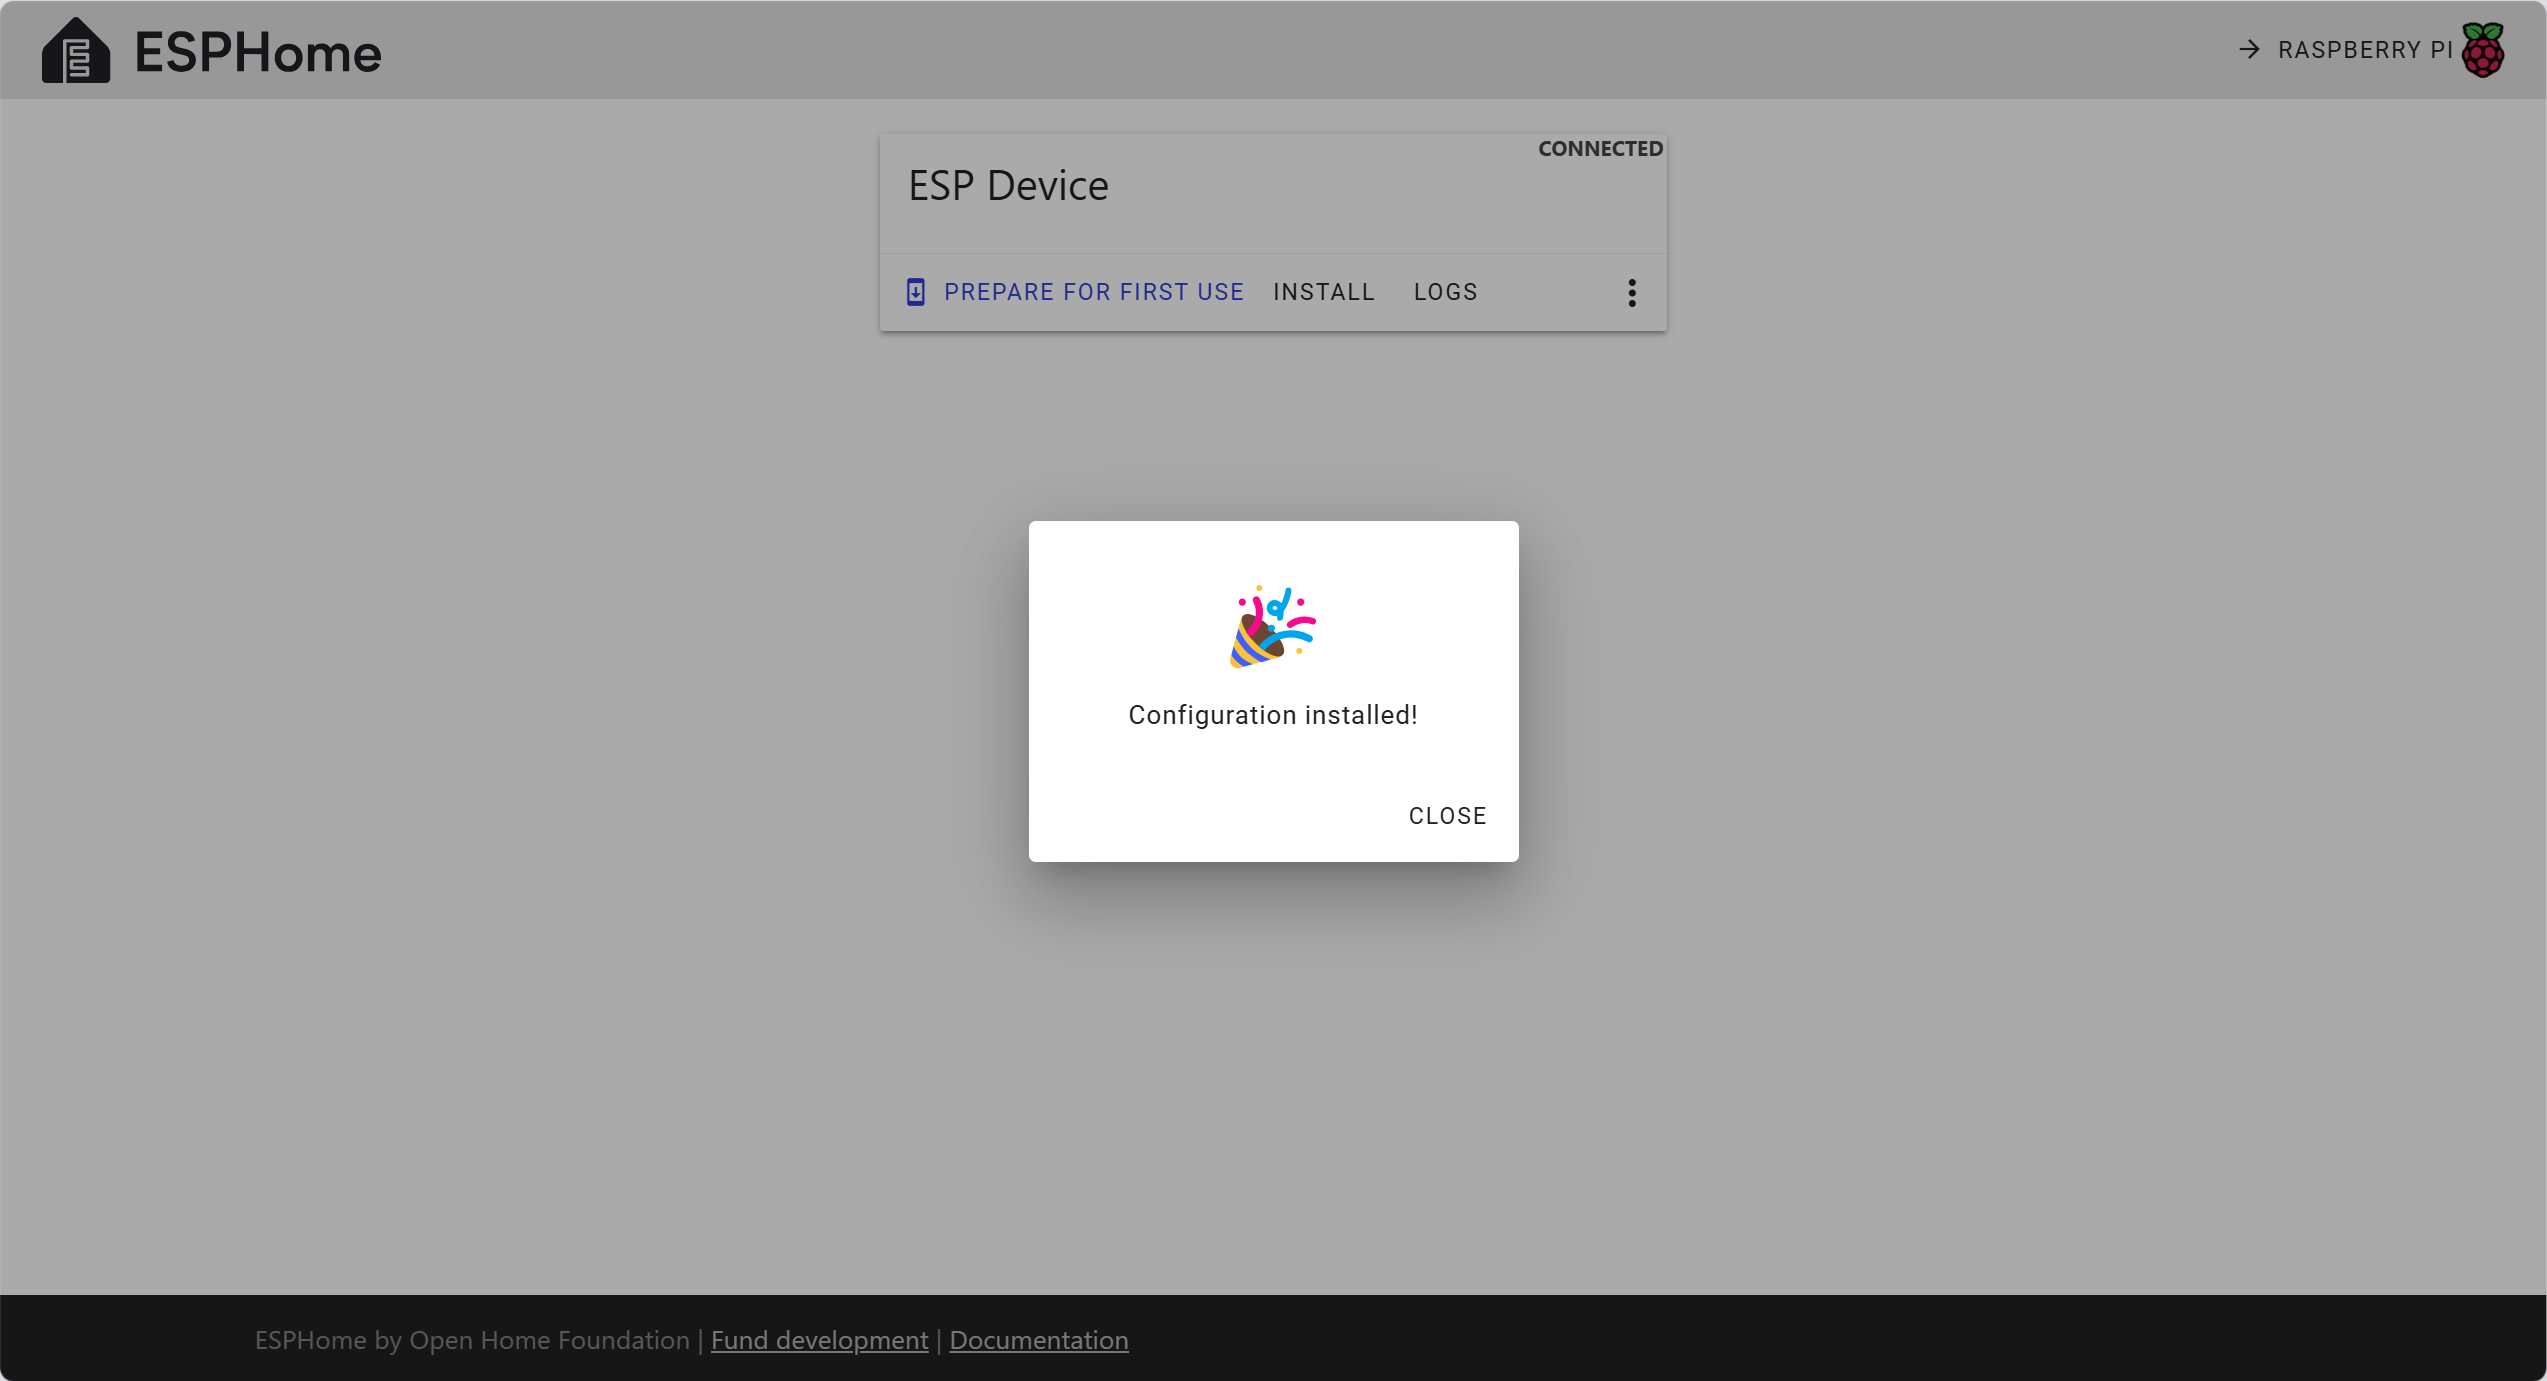 ESPHome
RASPBERRY PI
CONNECTED
ESP Device
PREPARE FOR FIRST USE INSTALL LOGS
Configuration installed!
CLOSE
ESPHome by Open Home Foundation | Fund development | Documentation